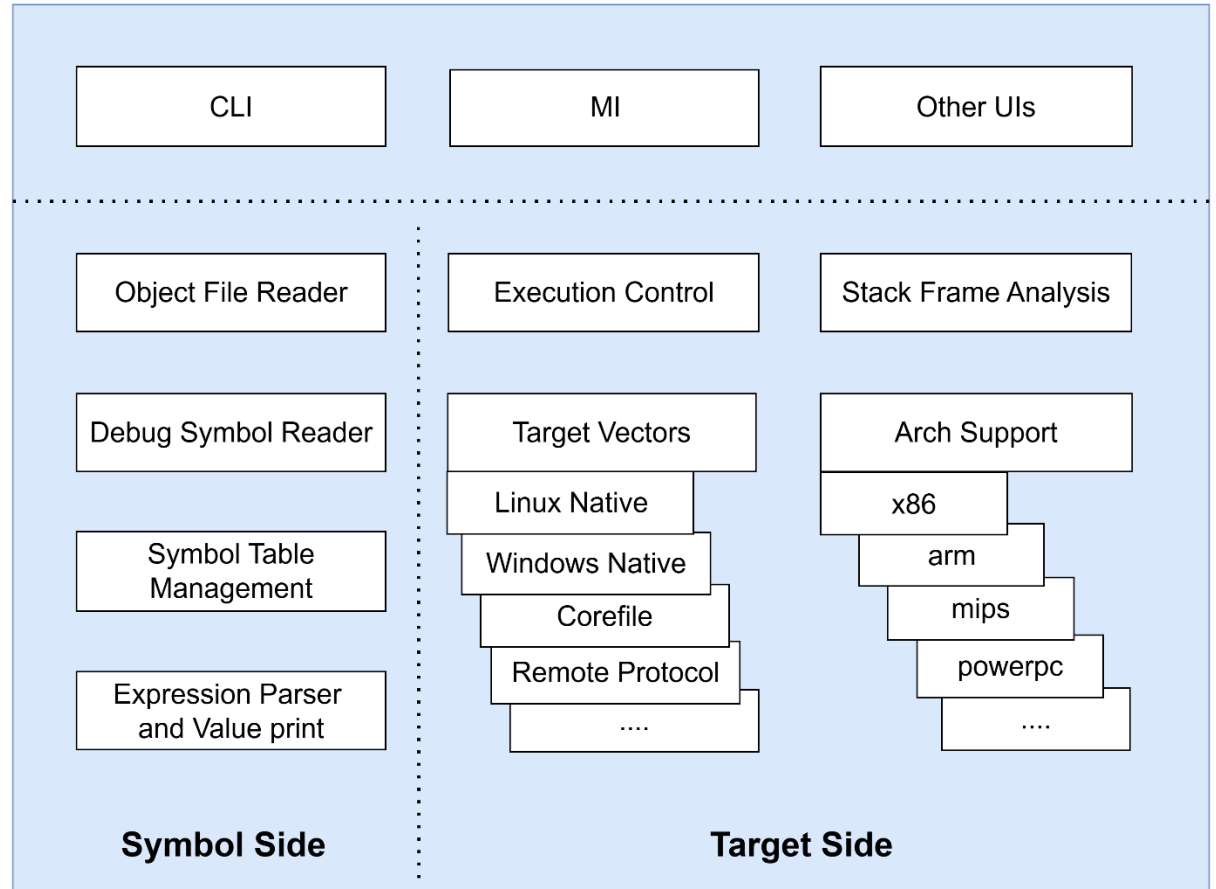 CLI
MI
Other UIs
Object File Reader
Execution Control
Stack Frame Analysis
Debug Symbol Reader
Target Vectors
Arch Support
Linux Native
x86
Windows Native
arm
Symbol Table
Management
Corefile
mips
Remote Protocol
powerpc
Expression Parser
and Value print
....
....
Symbol Side
Target Side